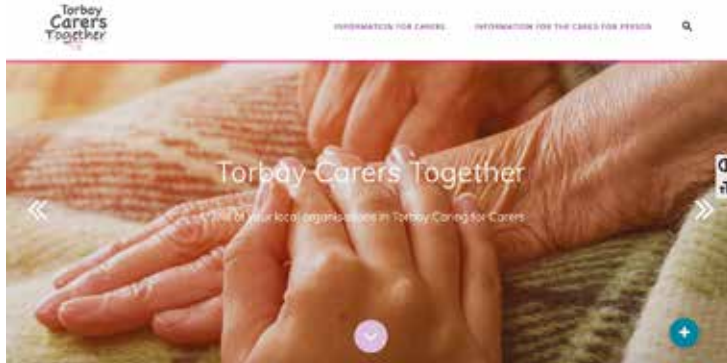 Torbay
Carers
Together
INFORMATION FOR CARERS
INFORMATION FOR THE CARED FOR PERSON
Torbay Carers Together
of your local organisations in Torbay Caring for Carers